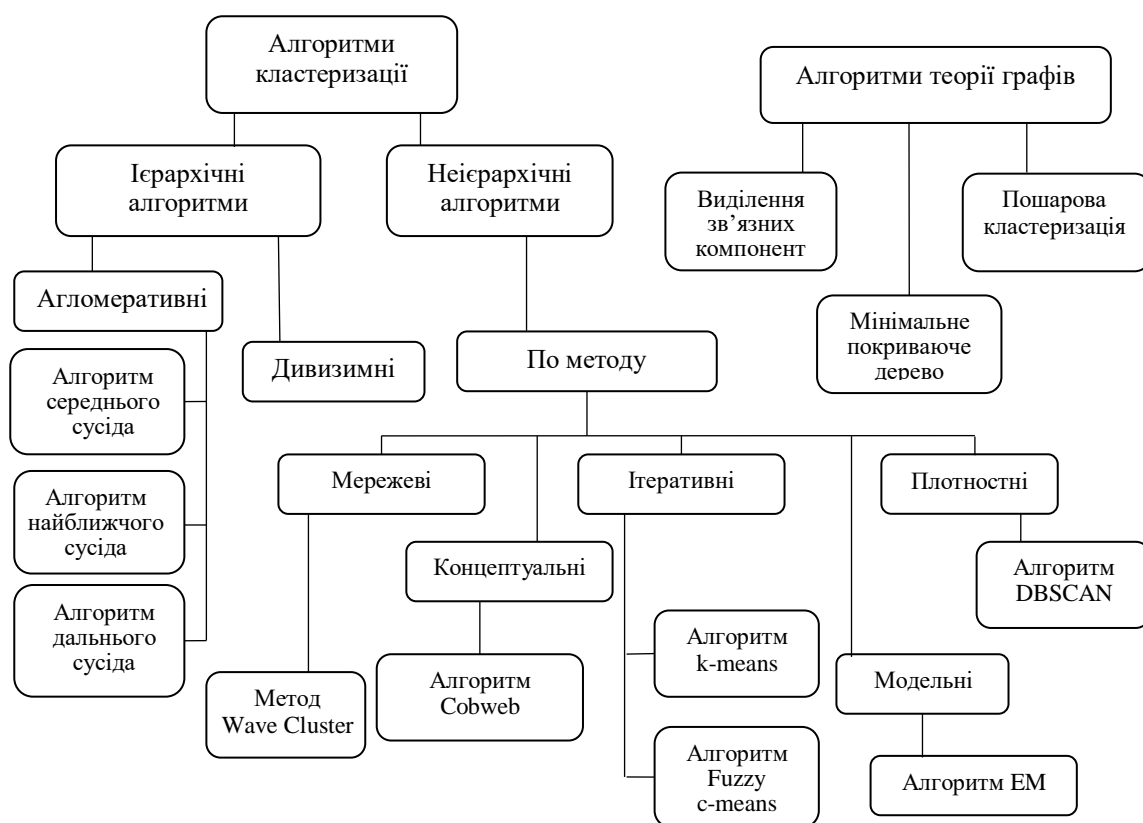 Алгоритми
кластеризації
Алгоритми теорії графів
Ієрархічні
алгоритми
Неієрархічні
алгоритми
Виділення
зв’язних
компонент
Пошарова
кластеризація
Агломеративні
Мінімальне
покриваюче
дерево
Дивизимні
По методу
Алгоритм
середнього
сусіда
Мережеві
Ітеративні
Плотностні
Алгоритм
найближчого
сусіда
Концептуальні
Алгоритм
DBSCAN
Алгоритм
дальнього
сусіда
Алгоритм
k-means
Модельні
Метод
Wave Cluster
Алгоритм
Cobweb
Алгоритм
Fuzzy
c-means
Алгоритм EM